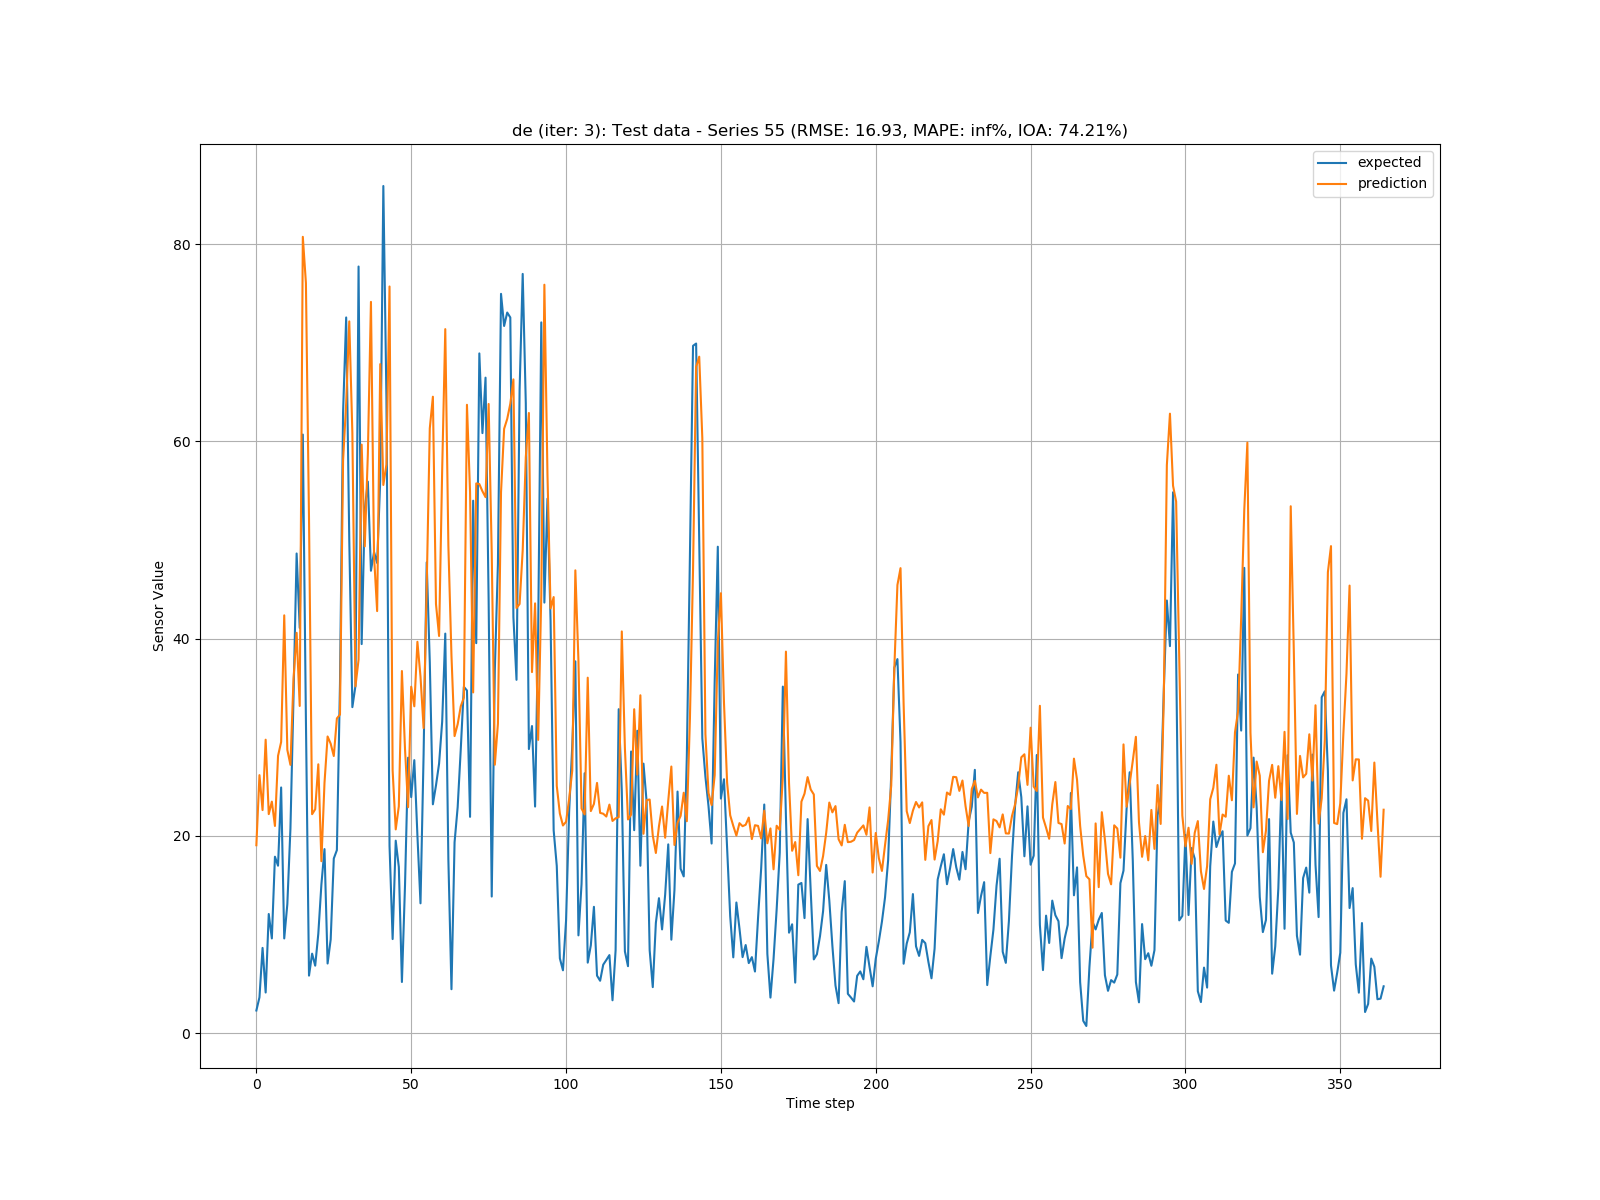 de (iter: 3): Test data - Series 55 (RMSE: 16.93, MAPE: inf%, IOA: 74.21%)
expected
prediction
80
60
40
20
0
Sensor Value
0 50 100 150 200 250 300 350
Time step